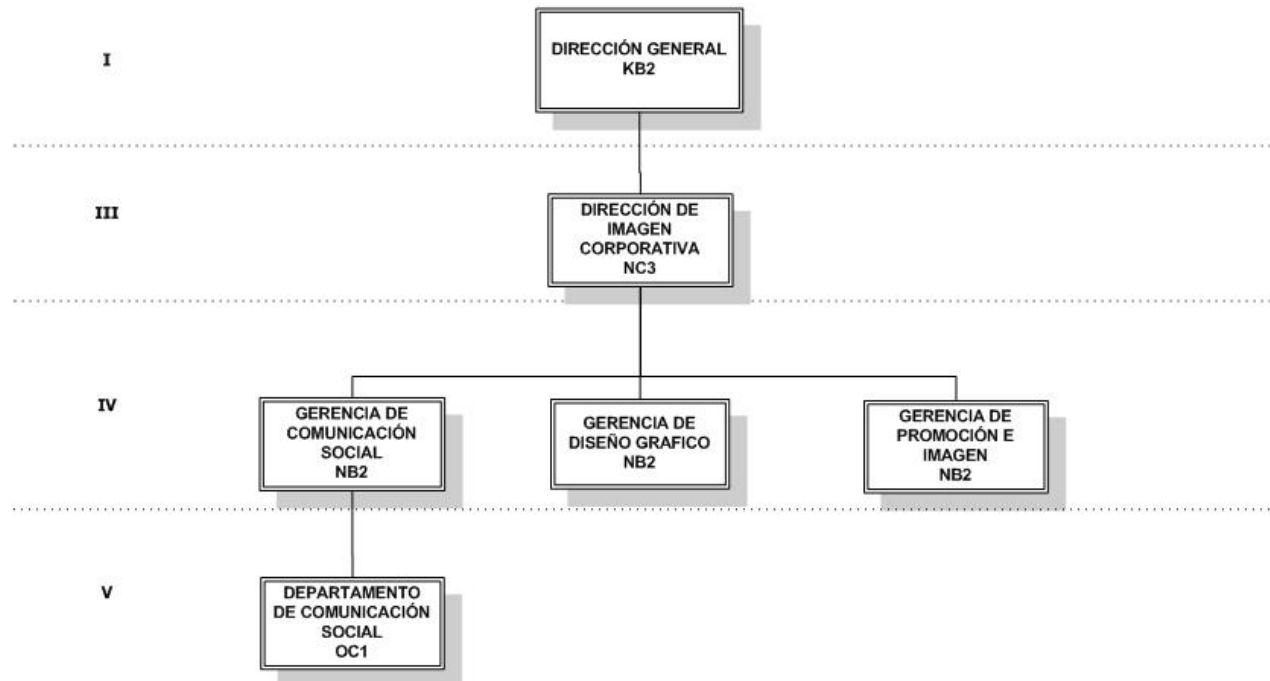 I
DIRECCIÓN GENERAL
KB2
III
DIRECCIÓN DE
IMAGEN
CORPORATIVA
NC3
IV
GERENCIA DE
COMUNICACIÓN
SOCIAL
NB2
GERENCIA DE
DISEÑO GRAFICO
NB2
GERENCIA DE
PROMOCIÓN E
IMAGEN
NB2
V
DEPARTAMENTO
DE COMUNICACIÓN
SOCIAL
OC1